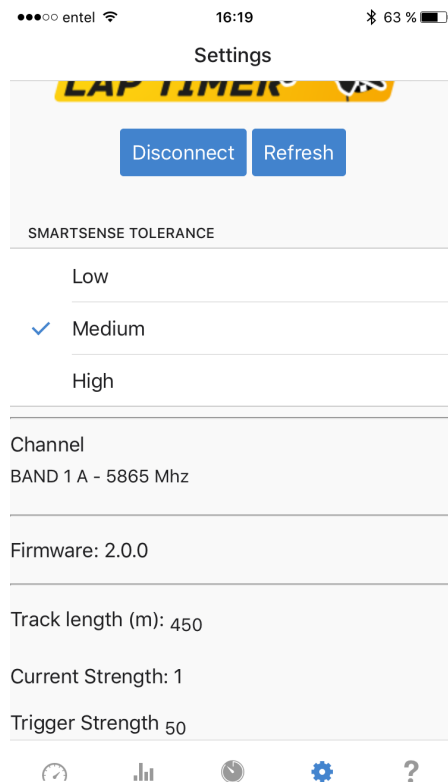 entel 16:19 63 %
Settings
LAP TIMER
Disconnect Refresh
SMARTSENSE TOLERANCE
Low
Medium
High
Channel
BAND 1 A - 5865 Mhz
Firmware: 2.0.0
Track length (m): 450
Current Strength: 1
Trigger Strength 50
?